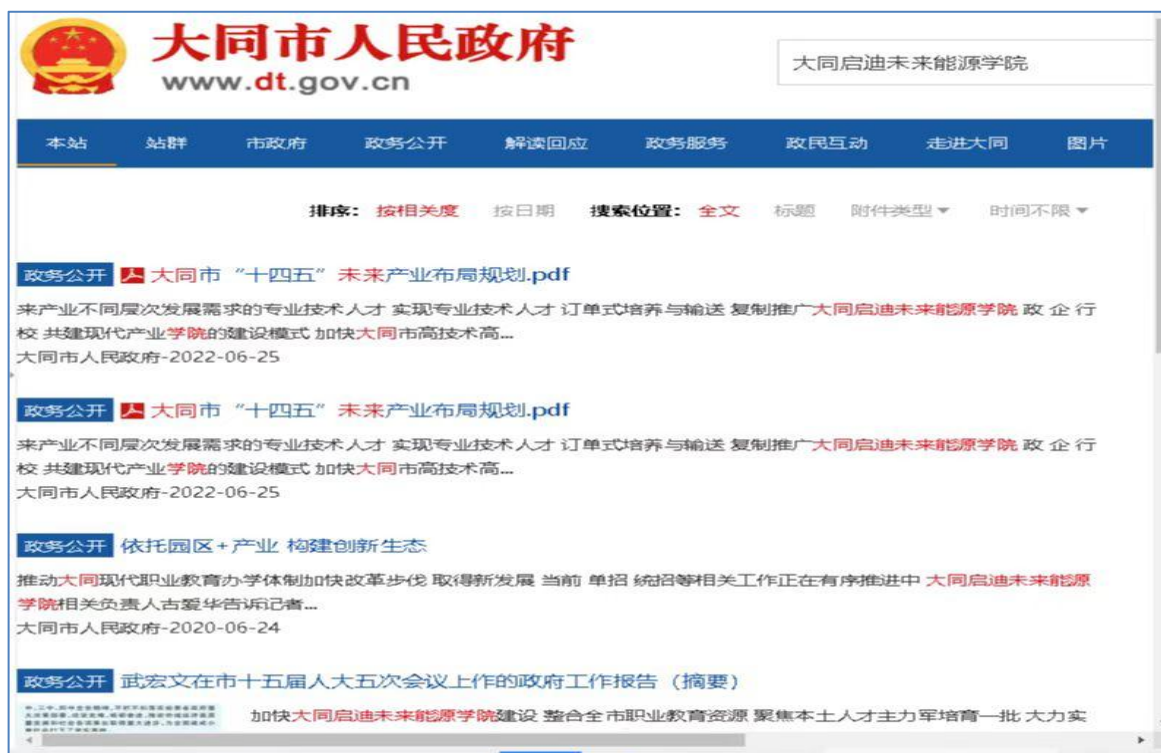 大同市人民政府
www.dt.gov.cn
大同启迪未来能源学院
本站 站群 市政府 政务公开 解读回应 政务服务 政民互动 走进大同 图片
排序： 按相关度 按日期 搜索位置： 全文 标题 附件类型 时间不限
政务公开 大同市“十四五”未来产业布局规划.pdf
来产业不同层次发展需求的专业技术人才 实现专业技术人才 订单式培养与输送 复制推广大同启迪未来能源学院 政 企 行
校 共建现代产业学院的建设模式 加快大同市高技术高...
大同市人民政府-2022-06-25
政务公开 大同市“十四五”未来产业布局规划.pdf
来产业不同层次发展需求的专业技术人才 实现专业技术人才 订单式培养与输送 复制推广大同启迪未来能源学院 政 企 行
校 共建现代产业学院的建设模式 加快大同市高技术高...
大同市人民政府-2022-06-25
政务公开 依托园区+产业 构建创新生态
推动大同现代职业教育办学体制加快改革步伐 取得新发展 当前 单招 统招等相关工作正在有序推进中 大同启迪未来能源
学院相关负责人古爱华告诉记者...
大同市人民政府-2020-06-24
政务公开 武宏文在市十五届人大五次会议上作的政府工作报告（摘要）
加快大同启迪未来能源学院建设 整合全市职业教育资源 聚焦本土人才主力军培育一批 大力实